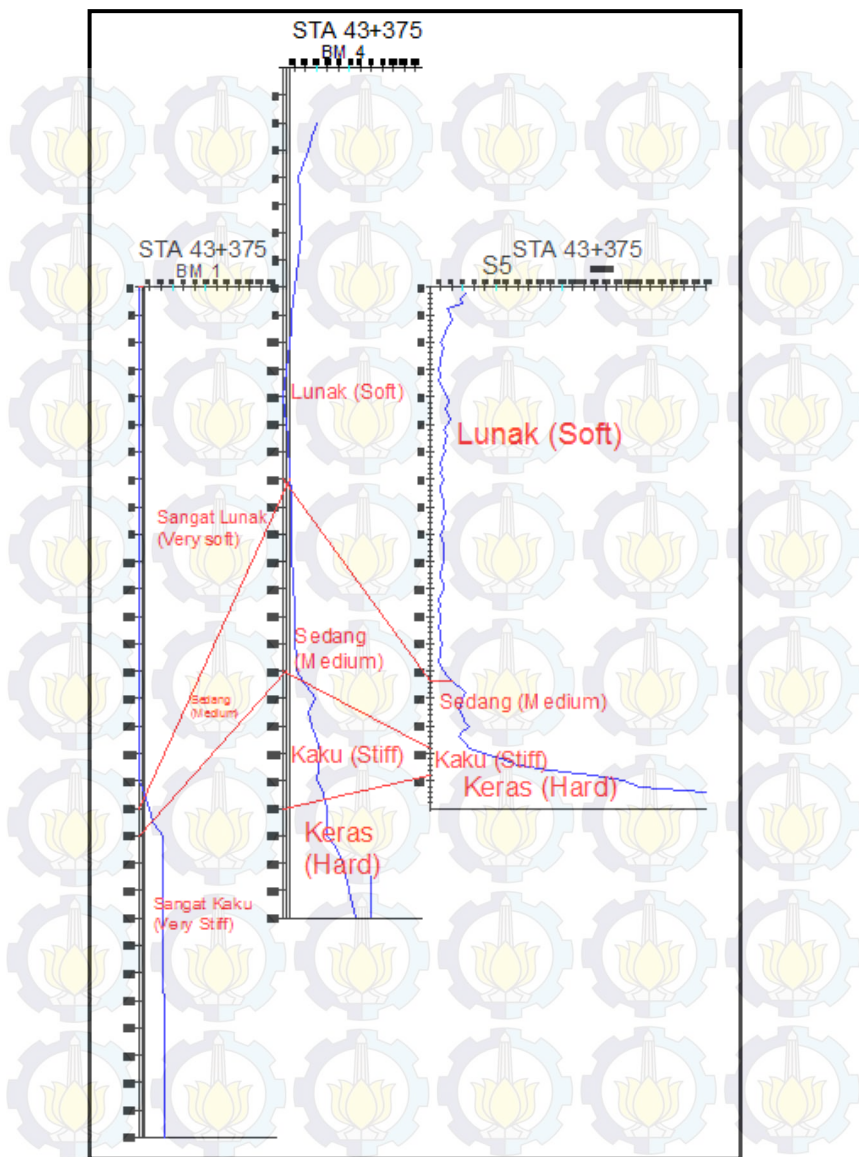 STA 43+375
BM 4
STA 43+375
BM 1
STA 43+375
S5
Lunak (Soft)
Lunak (Soft)
Sangat Lunak
(Very soft)
Sedang
(Medium)
Sedang
(Medium)
Sedang (Medium)
Kaku (Stiff)
Kaku (Stiff)
Keras (Hard)
Keras
(Hard)
Sangat Kaku
(Very Stiff)